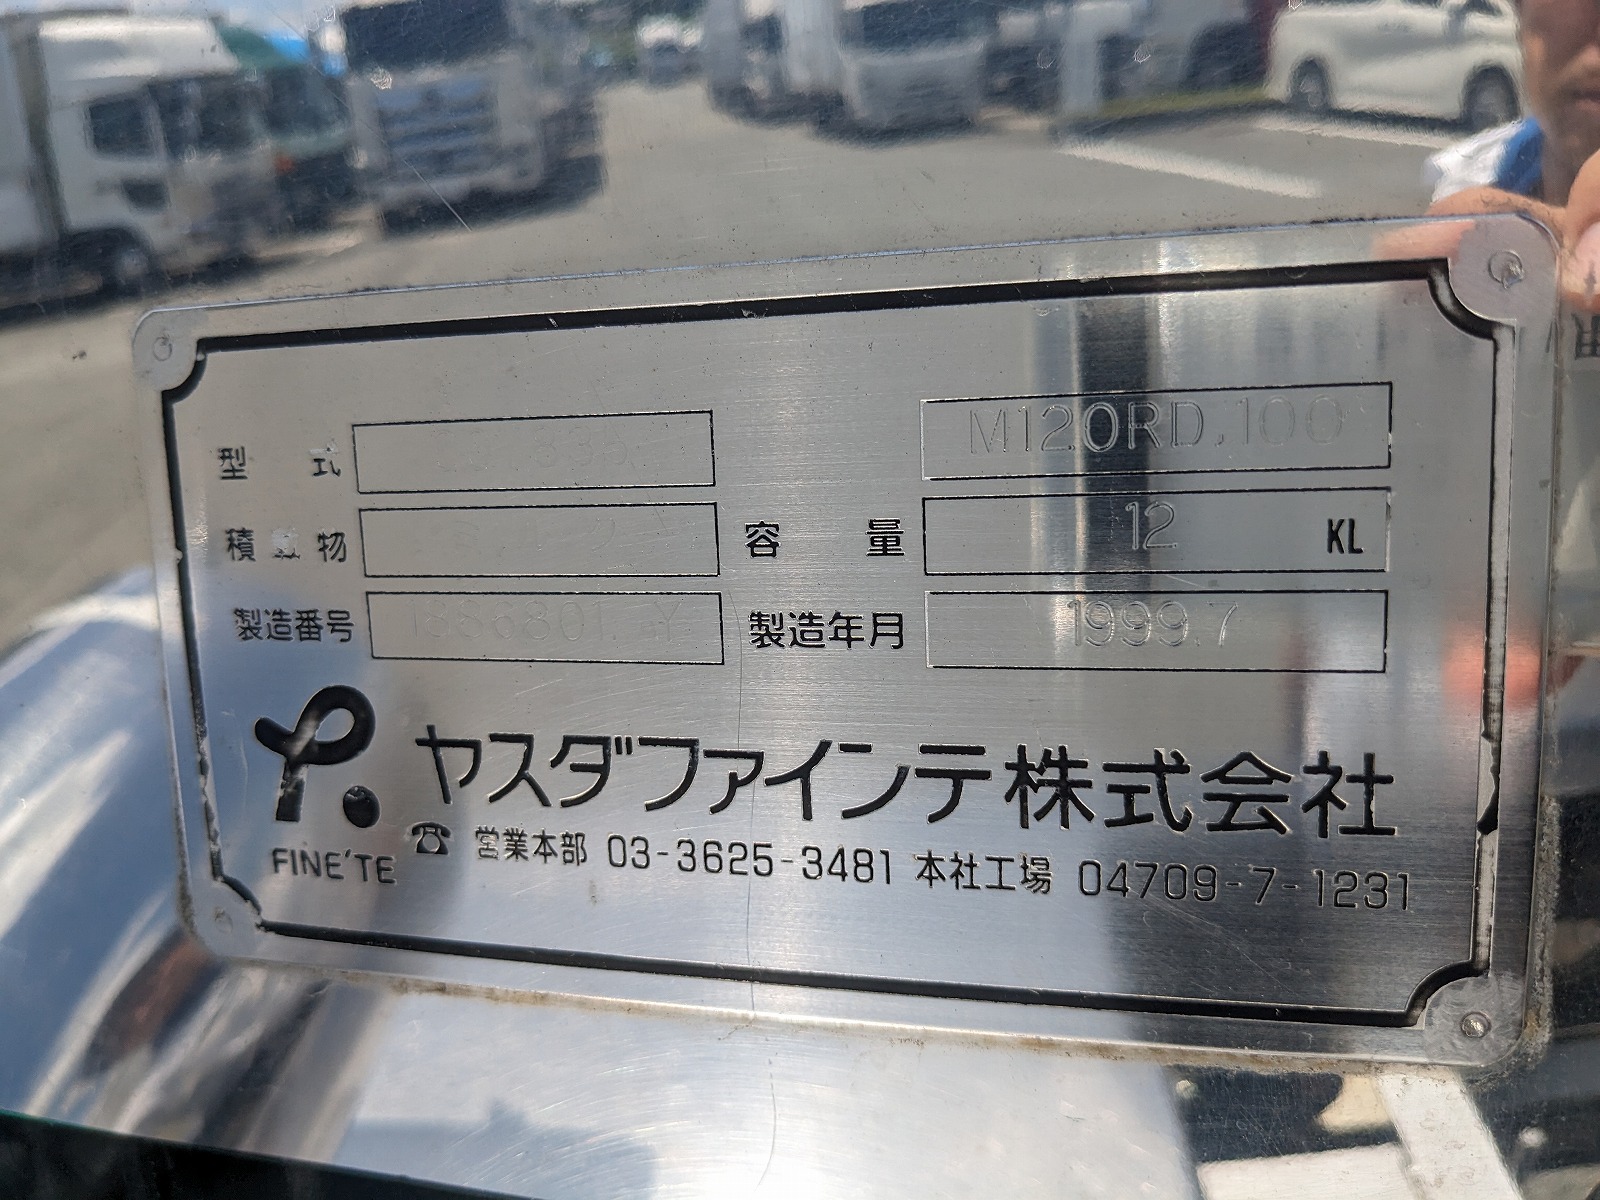 型式 M120RD.100
積 物 容量 12 KL
製造番号 製造年月 1999.7
ヤスダファインテ株式会社
FINE'TE ☎ 営業本部 03-3625-3481 本社工場 04709-7-1231